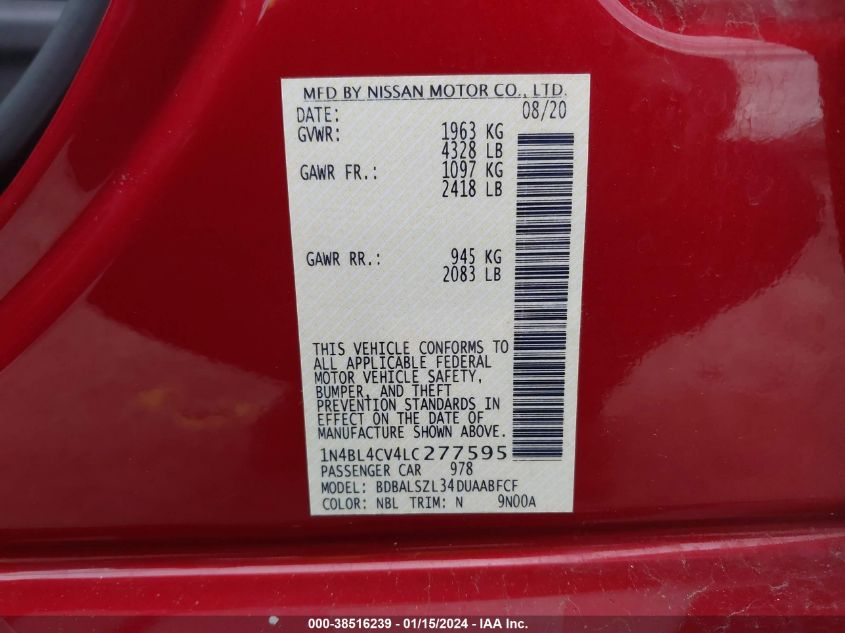 MFD BY NISSAN MOTOR CO., LTD.
DATE: 08/20
GVWR: 1963 KG
4328 LB
GAWR FR.: 1097 KG
2418 LB
GAWR RR.: 945 KG
2083 LB
THIS VEHICLE CONFORMS TO
ALL APPLICABLE FEDERAL
MOTOR VEHICLE SAFETY,
BUMPER, AND THEFT
PREVENTION STANDARDS IN
EFFECT ON THE DATE OF
MANUFACTURE SHOWN ABOVE.
1N4BL4CV4LC277595
PASSENGER CAR 978
MODEL: BDBALSZL34DUAABFCF
COLOR: NBL TRIM: N 9N00A
000-38516239 - 01/15/2024 - IAA Inc.